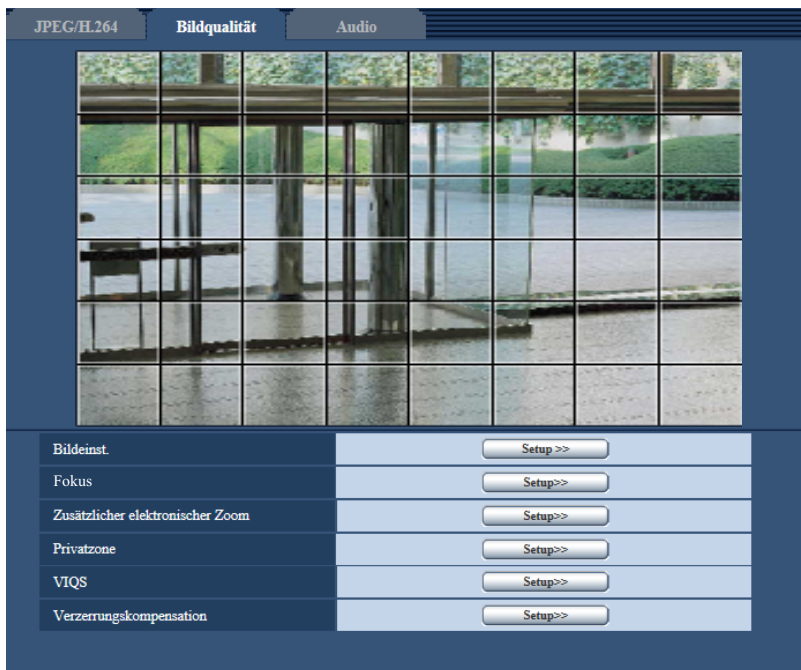 JPEG/H.264 Bildqualität Audio
Bildeinst. Setup >>
Fokus Setup>>
Zusätzlicher elektronischer Zoom Setup>>
Privatzone Setup>>
VIQS Setup>>
Verzerrungskompensation Setup>>